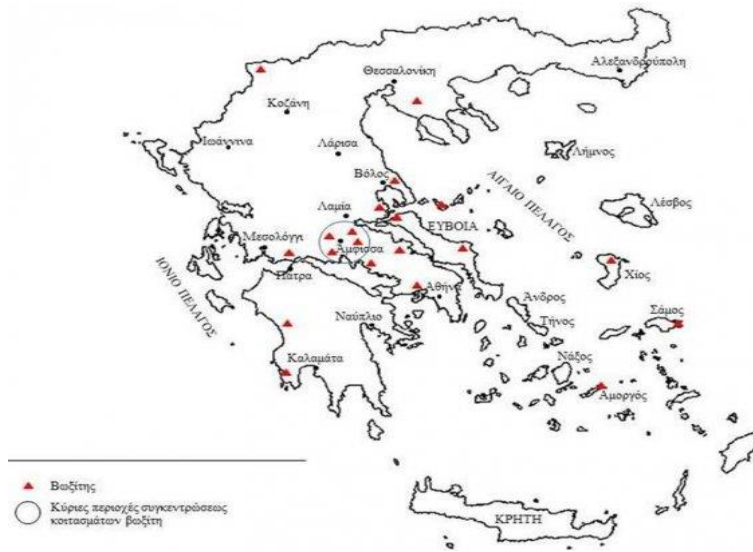 Θεσσαλονίκη
Αλεξανδρούπολη
Κοζάνη
Ιωάννινα
Λάρισα
Λήμνος
Βόλος
ΑΙΓΑΙΟ ΠΕΛΑΓΟΣ
Λέσβος
Λαμία
ΕΥΒΟΙΑ
Μεσολόγγι
Άμφισσα
Χίος
ΙΟΝΙΟ ΠΕΛΑΓΟΣ
Πάτρα
Αθήνα
Άνδρος
Σάμος
Ναύπλιο
Τήνος
Καλαμάτα
Νάξος
Αμοργός
Βωξίτης
Κύριες περιοχές συγκεντρώσεως
κοιτασμάτων βωξίτη
ΚΡΗΤΗ